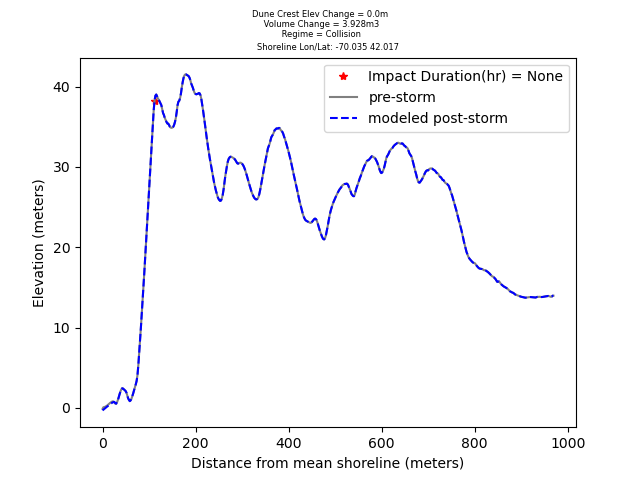 Dune Crest Elev Change = 0.0m
Volume Change = 3.928m3
Regime = Collision
Shoreline Lon/Lat: -70.035 42.017
Impact Duration(hr) = None
pre-storm
modeled post-storm
Elevation (meters)
40
30
20
10
0
0 200 400 600 800 1000
Distance from mean shoreline (meters)